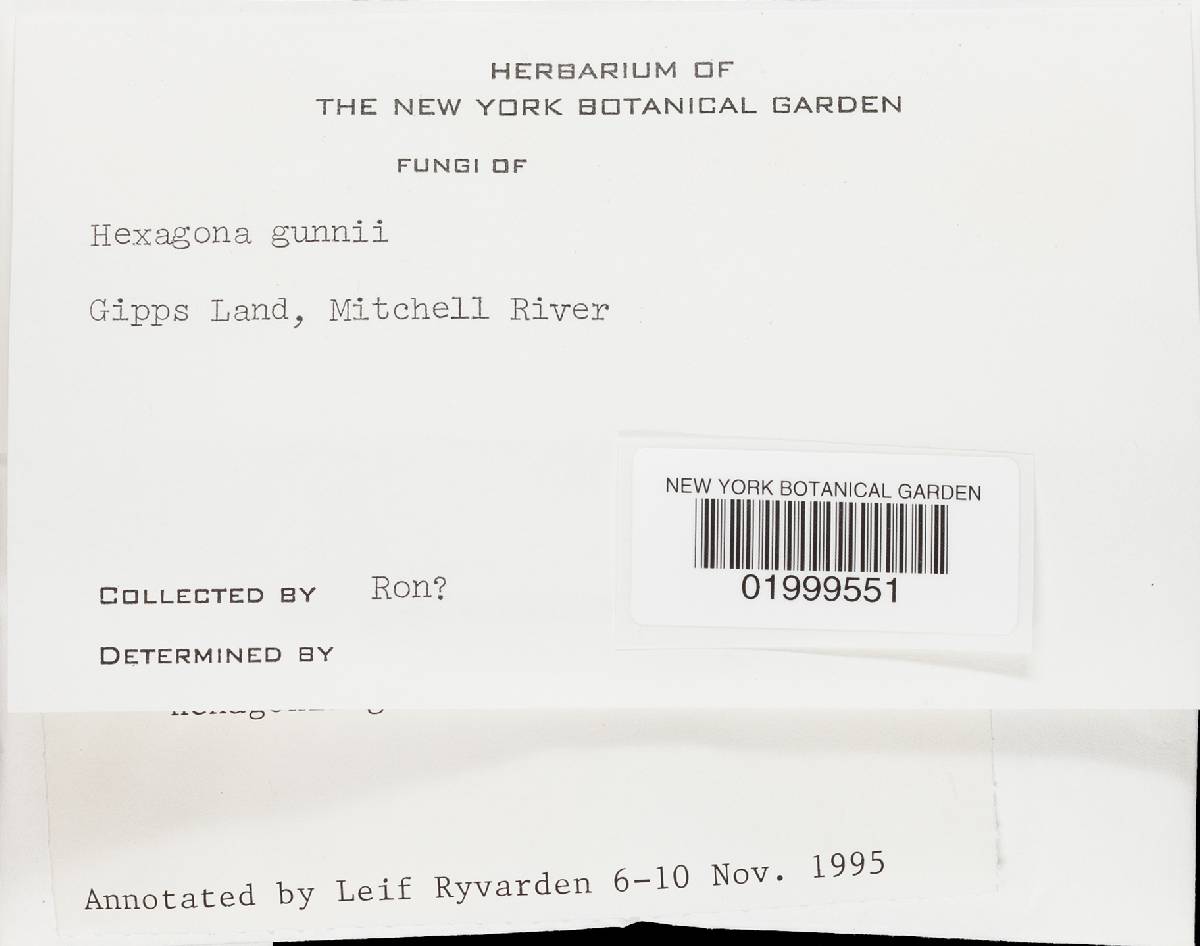 HERBARIUM OF
THE NEW YORK BOTANICAL GARDEN
FUNGI OF
Hexagona gunnii
Gipps Land, Mitchell River
NEW YORK BOTANICAL GARDEN
01999551
COLLECTED BY Ron?
DETERMINED BY
Annotated by Leif Ryvarden 6-10 Nov. 1995